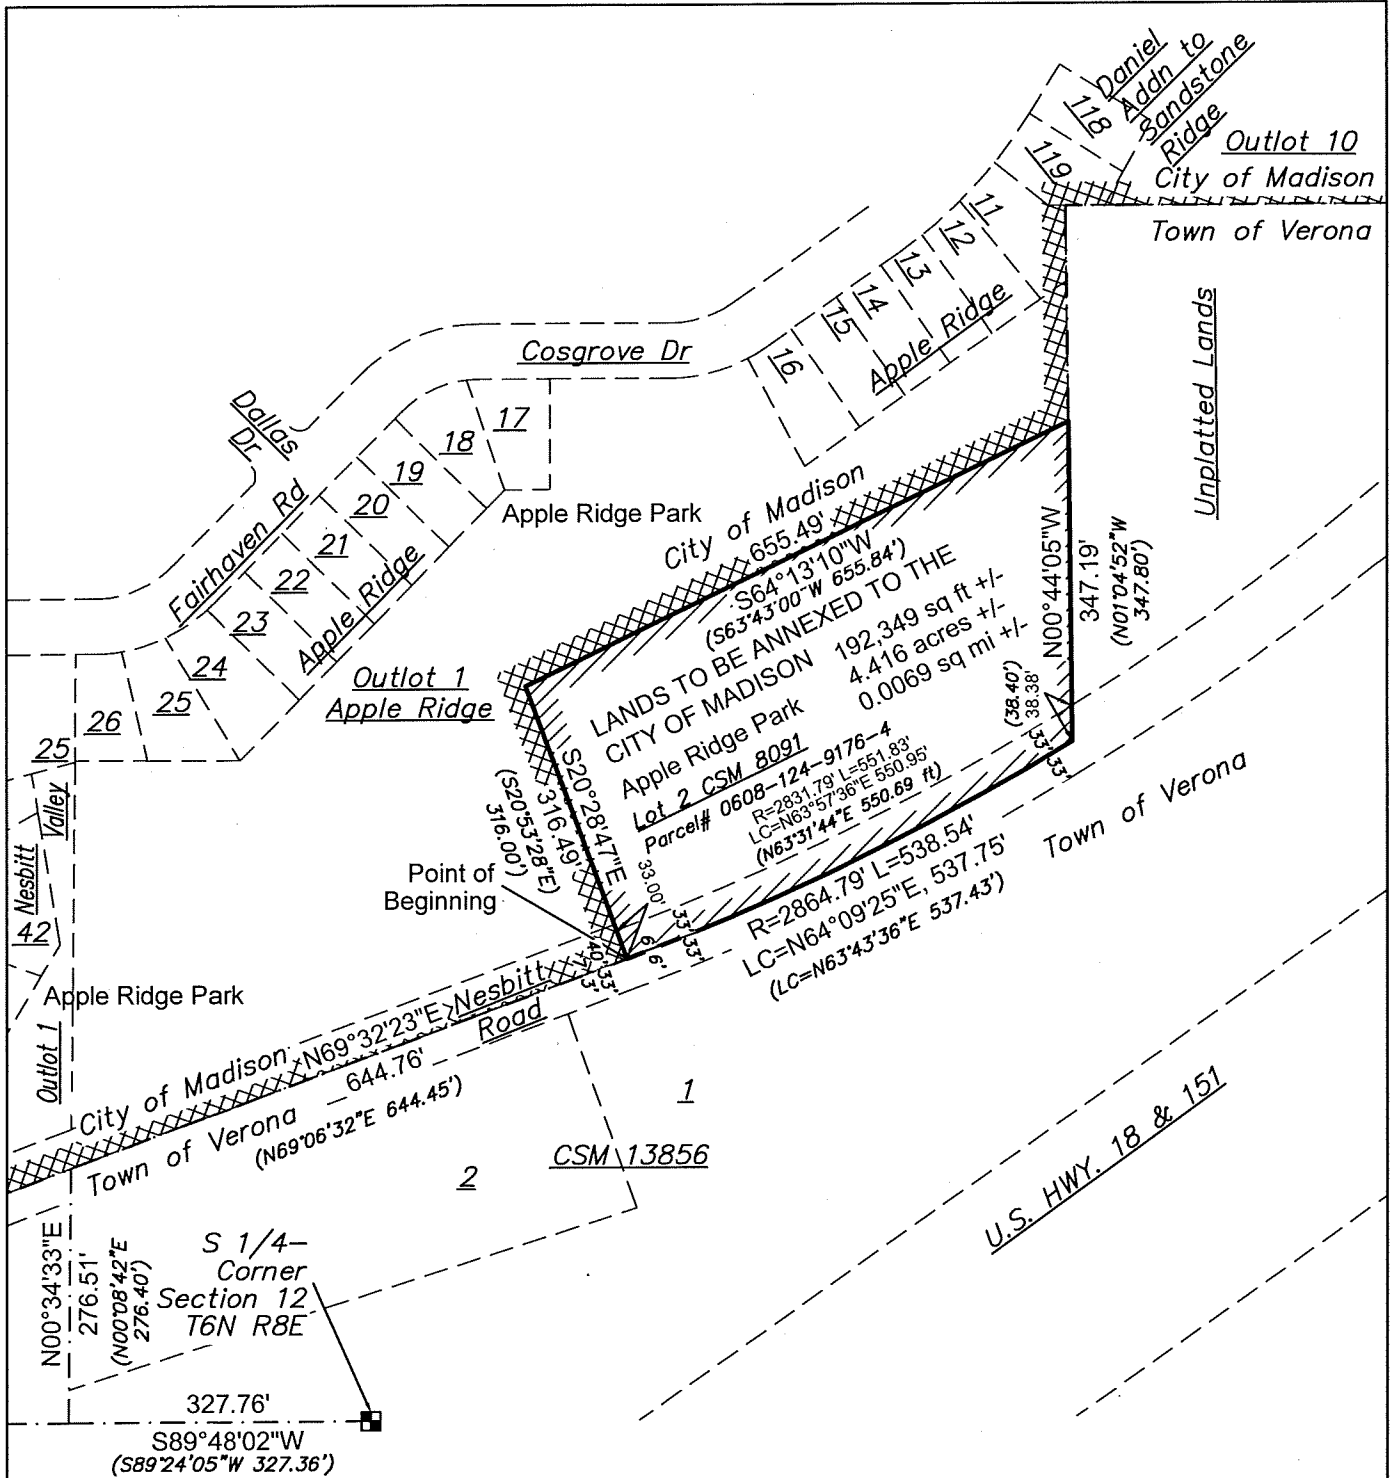 Daniel
Addn to
Sandstone
Ridge
118
119
Outlot 10
City of Madison
Town of Verona
11
12
13
14
15
16
Apple Ridge
Unplatted Lands
Cosgrove Dr
Dallas
Dr
17
18
19
20
21
22
23
24
25
26
Fairhaven Rd
Apple Ridge
Apple Ridge Park
Outlot 1
Apple Ridge
City of Madison
655.49'
S64°13'10"W
(S63°43'00"W 655.84')
LANDS TO BE ANNEXED TO THE
CITY OF MADISON
192,349 sq ft +/-
4.416 acres +/-
0.0069 sq mi +/-
Apple Ridge Park
Lot 2 CSM 8091
Parcel# 0608-124-9176-4
R=2831.79' L=551.83'
LC=N63°57'36"E 550.95'
(N63°31'44"E 550.69 ft)
N00°44'05"W
347.19'
(N01°04'52"W
347.80')
(38.40')
38.38'
33'
33'
S20°28'47"E
316.49'
(S20°53'28"E)
316.00')
33.00'
33'
33'
6'
6'
40'
33'
7'
3'
Point of
Beginning
R=2864.79' L=538.54'
LC=N64°09'25"E, 537.75'
(LC=N63°43'36"E 537.43')
Town of Verona
25
Nesbitt Valley
42
Apple Ridge Park
Outlot 1
City of Madison
N69°32'23"E
Nesbitt
Road
644.76'
Town of Verona
(N69°06'32"E 644.45')
1
CSM 13856
2
U.S. HWY. 18 & 151
S 1/4-
Corner
Section 12
T6N R8E
N00°34'33"E
276.51'
(N00°08'42"E
276.40')
327.76'
S89°48'02"W
(S89°24'05"W 327.36')